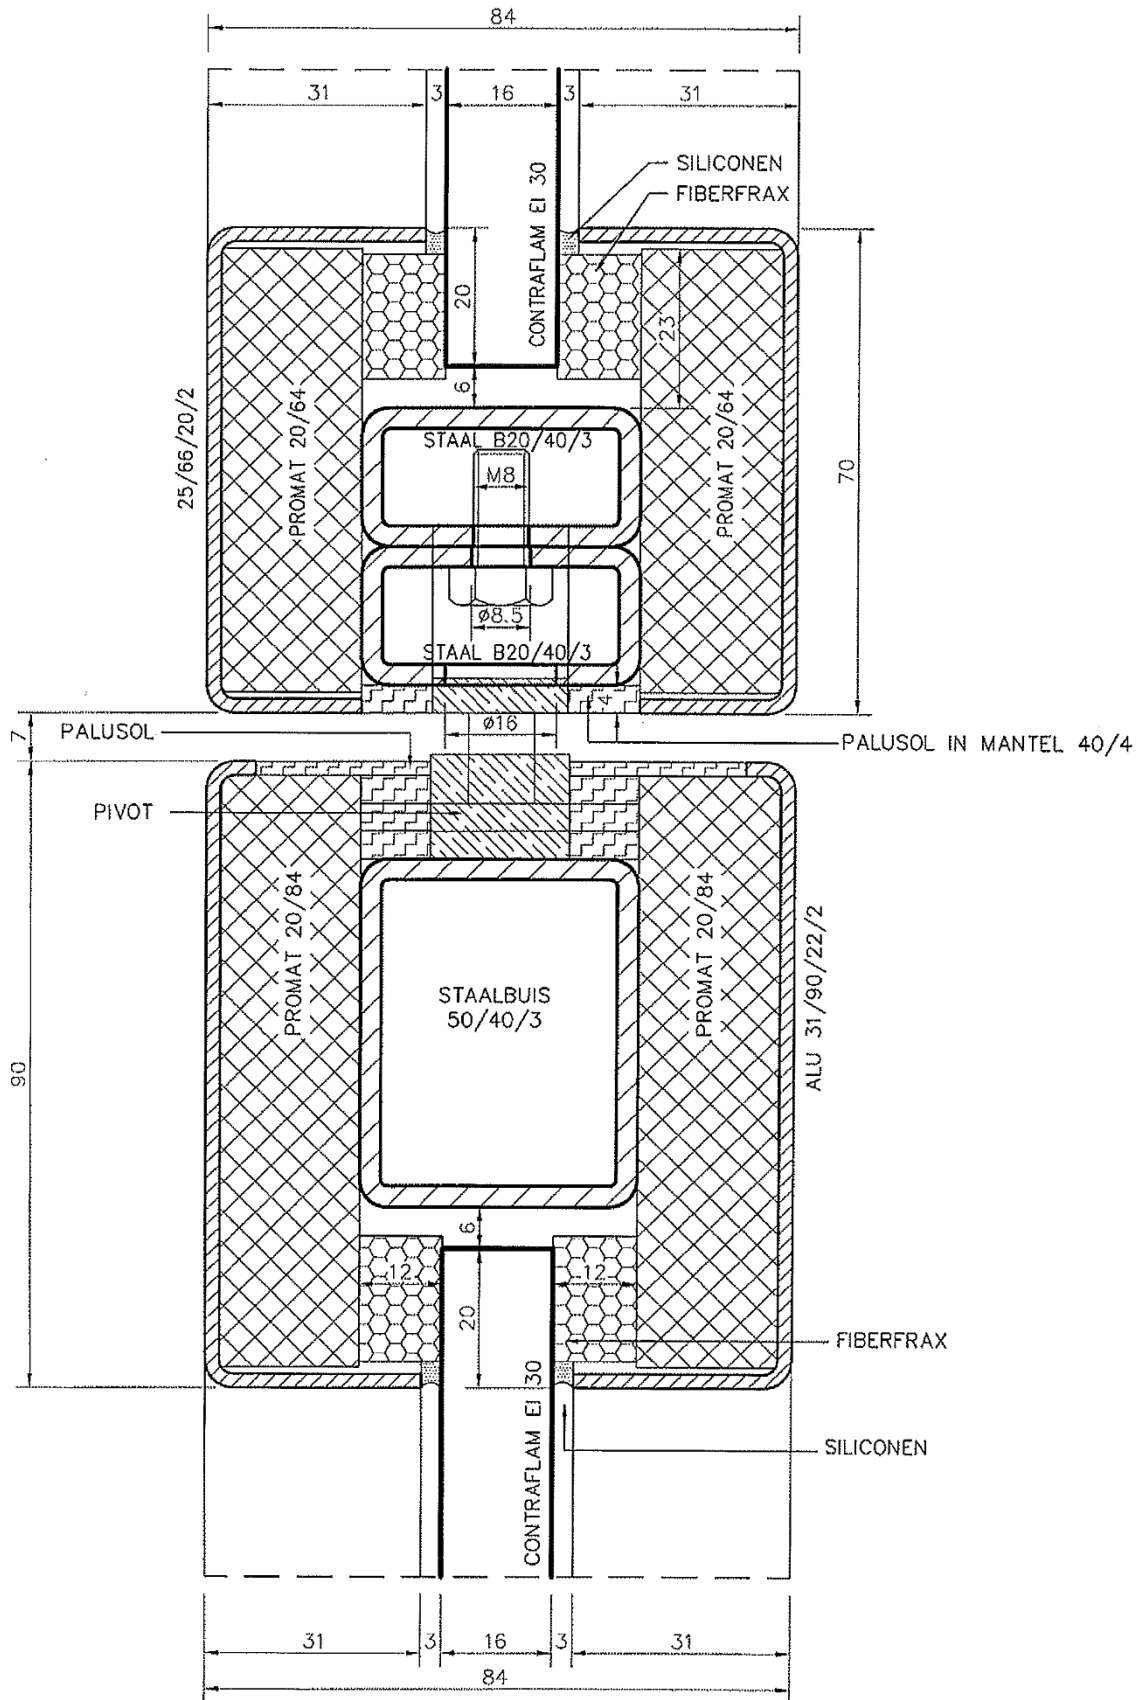 84
31
3
16
3
31
SILICONEN
FIBERFRAX
CONTRAFLAM EI 30
20
23
6
25/66/20/2
PROMAT 20/64
STAAL B20/40/3
M8
PROMAT 20/64
70
ø8.5
STAAL B20/40/3
4
7
PALUSOL
ø16
PALUSOL IN MANTEL 40/4
PIVOT
PROMAT 20/84
STAALBUIS
50/40/3
PROMAT 20/84
ALU 31/90/22/2
90
6
12
12
20
FIBERFRAX
CONTRAFLAM EI 30
SILICONEN
31
3
16
3
31
84